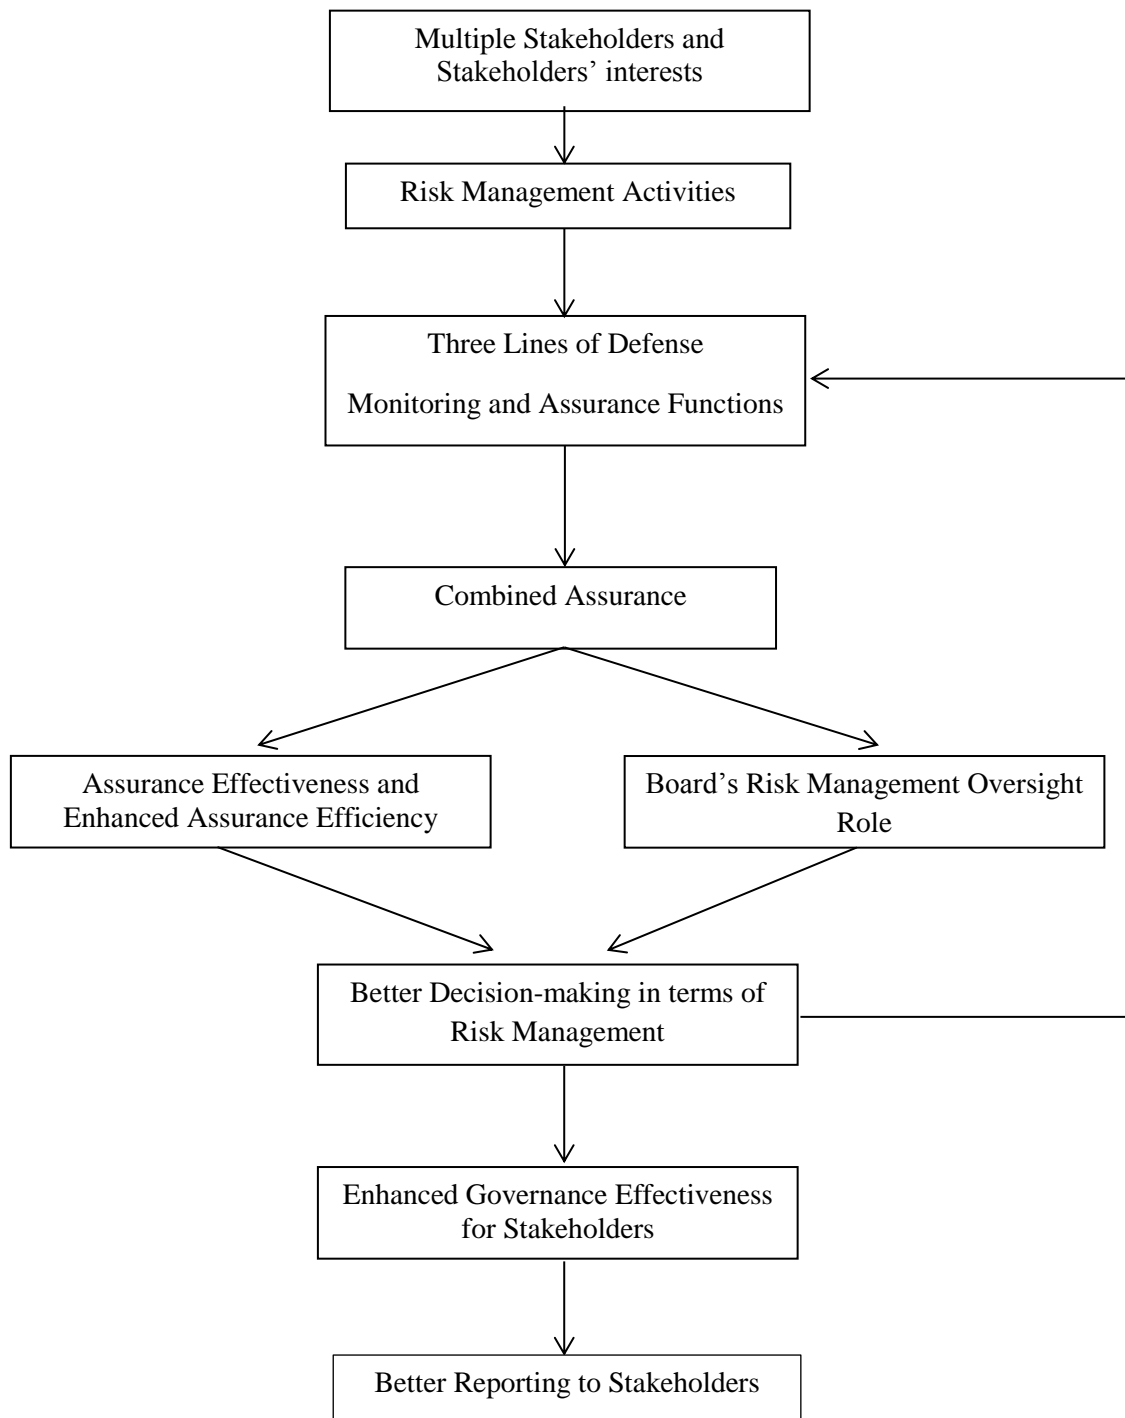 Multiple Stakeholders and
Stakeholders’ interests
Risk Management Activities
Three Lines of Defense
Monitoring and Assurance Functions
Combined Assurance
Assurance Effectiveness and
Enhanced Assurance Efficiency
Board’s Risk Management Oversight
Role
Better Decision-making in terms of
Risk Management
Enhanced Governance Effectiveness
for Stakeholders
Better Reporting to Stakeholders